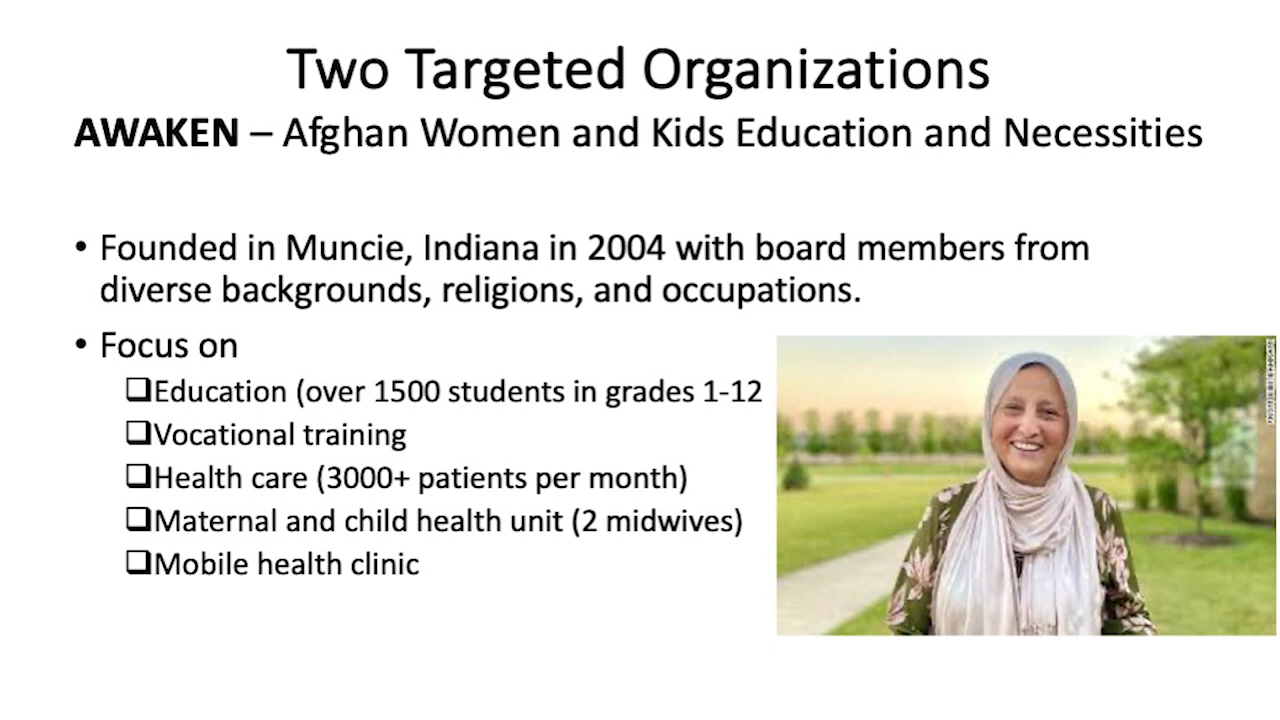 Two Targeted Organizations
AWAKEN – Afghan Women and Kids Education and Necessities
• Founded in Muncie, Indiana in 2004 with board members from
diverse backgrounds, religions, and occupations.
• Focus on
❑Education (over 1500 students in grades 1-12
❑Vocational training
❑Health care (3000+ patients per month)
❑Maternal and child health unit (2 midwives)
❑Mobile health clinic